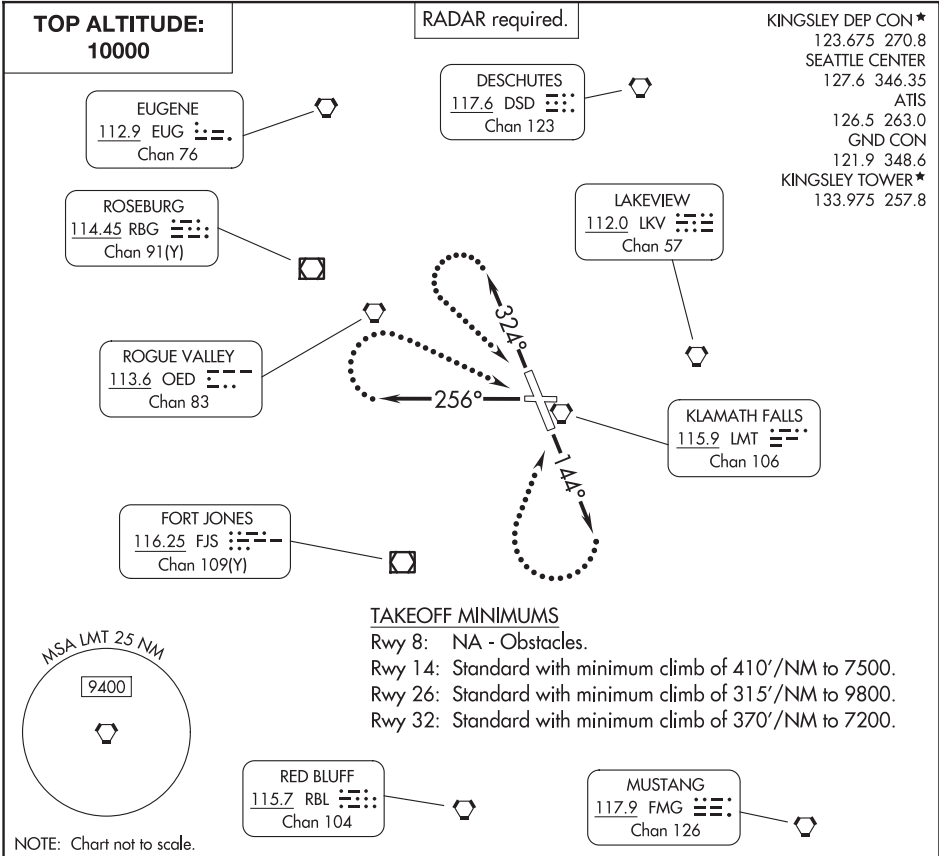 TOP ALTITUDE:
10000
RADAR required.
KINGSLEY DEP CON★
123.675 270.8
SEATTLE CENTER
127.6 346.35
ATIS
126.5 263.0
GND CON
121.9 348.6
KINGSLEY TOWER★
133.975 257.8
DESCHUTES
117.6 DSD
Chan 123
EUGENE
112.9 EUG
Chan 76
ROSEBURG
114.45 RBG
Chan 91(Y)
LAKEVIEW
112.0 LKV
Chan 57
ROGUE VALLEY
113.6 OED
Chan 83
324°
256°
144°
KLAMATH FALLS
115.9 LMT
Chan 106
FORT JONES
116.25 FJS
Chan 109(Y)
TAKEOFF MINIMUMS
Rwy 8: NA - Obstacles.
Rwy 14: Standard with minimum climb of 410'/NM to 7500.
Rwy 26: Standard with minimum climb of 315'/NM to 9800.
Rwy 32: Standard with minimum climb of 370'/NM to 7200.
MSA LMT 25 NM
9400
RED BLUFF
115.7 RBL
Chan 104
MUSTANG
117.9 FMG
Chan 126
NOTE: Chart not to scale.